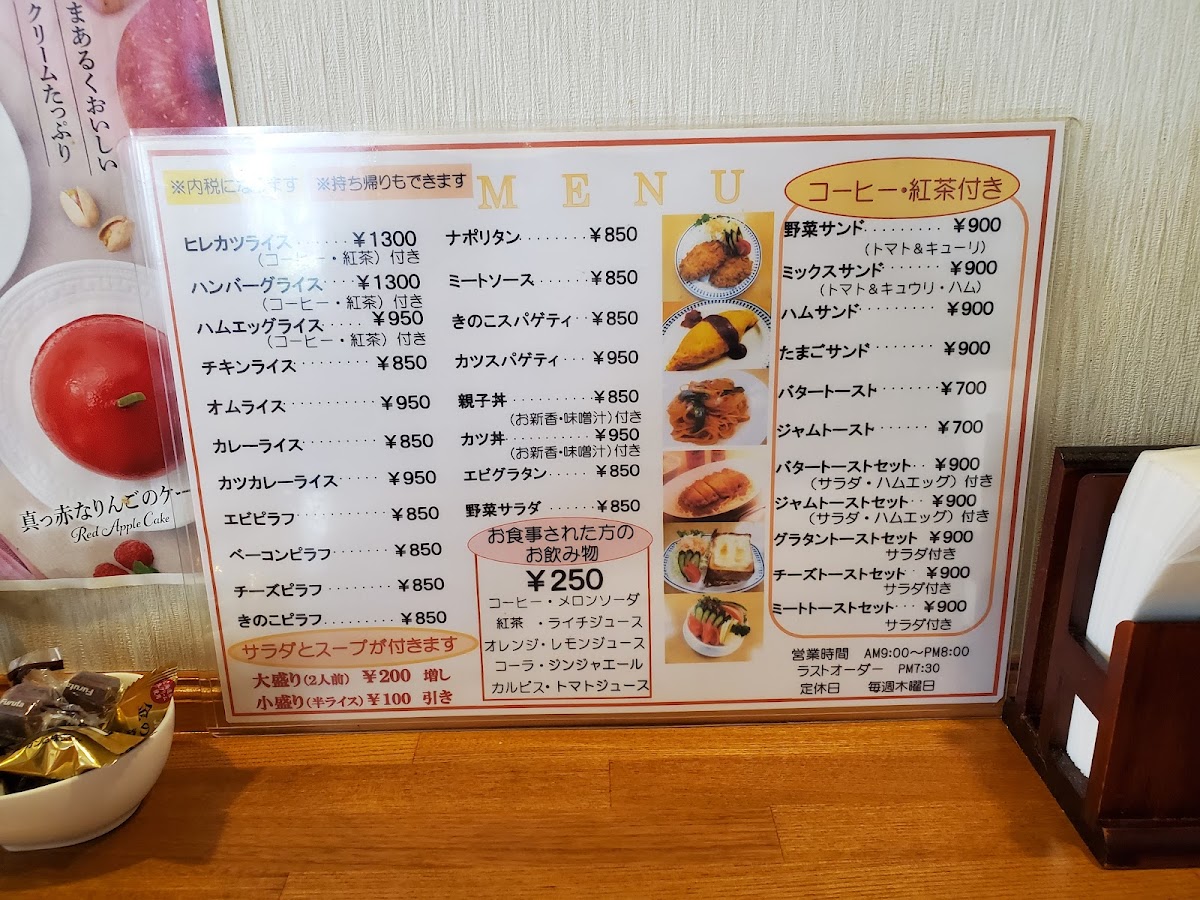 まあるくおいしい
クリームたっぷり
真っ赤なりんごのケー
Red Apple Cake
※内税になります ※持ち帰りもできます
MENU
ヒレカツライス······¥1300
(コーヒー・紅茶)付き
ハンバーグライス···¥1300
(コーヒー・紅茶)付き
ハムエッグライス·····¥950
(コーヒー・紅茶)付き
チキンライス·········¥850
オムライス···········¥950
カレーライス·········¥850
カツカレーライス·····¥950
エビピラフ···········¥850
ベーコンピラフ·······¥850
チーズピラフ·········¥850
きのこピラフ·········¥850
サラダとスープが付きます
大盛り(2人前) ¥200 増し
小盛り(半ライス)¥100 引き
ナポリタン········¥850
ミートソース······¥850
きのこスパゲティ··¥850
カツスパゲティ···¥950
親子丼··········¥850
(お新香・味噌汁)付き
カツ丼··········¥950
(お新香・味噌汁)付き
エビグラタン·····¥850
野菜サラダ······¥850
お食事された方の
お飲み物
¥250
コーヒー・メロンソーダ
紅茶 ・ライチジュース
オレンジ・レモンジュース
コーラ・ジンジャエール
カルピス・トマトジュース
コーヒー・紅茶付き
野菜サンド·········¥900
(トマト&キューリ)
ミックスサンド·······¥900
(トマト&キュウリ・ハム)
ハムサンド·········¥900
たまごサンド·······¥900
バタートースト·······¥700
ジャムトースト·······¥700
バタートーストセット··¥900
(サラダ・ハムエッグ)付き
ジャムトーストセット··¥900
(サラダ・ハムエッグ)付き
グラタントーストセット ¥900
サラダ付き
チーズトーストセット··¥900
サラダ付き
ミートトーストセット···¥900
サラダ付き
営業時間 AM9:00〜PM8:00
ラストオーダー PM7:30
定休日 毎週木曜日
Furuta
Furuta